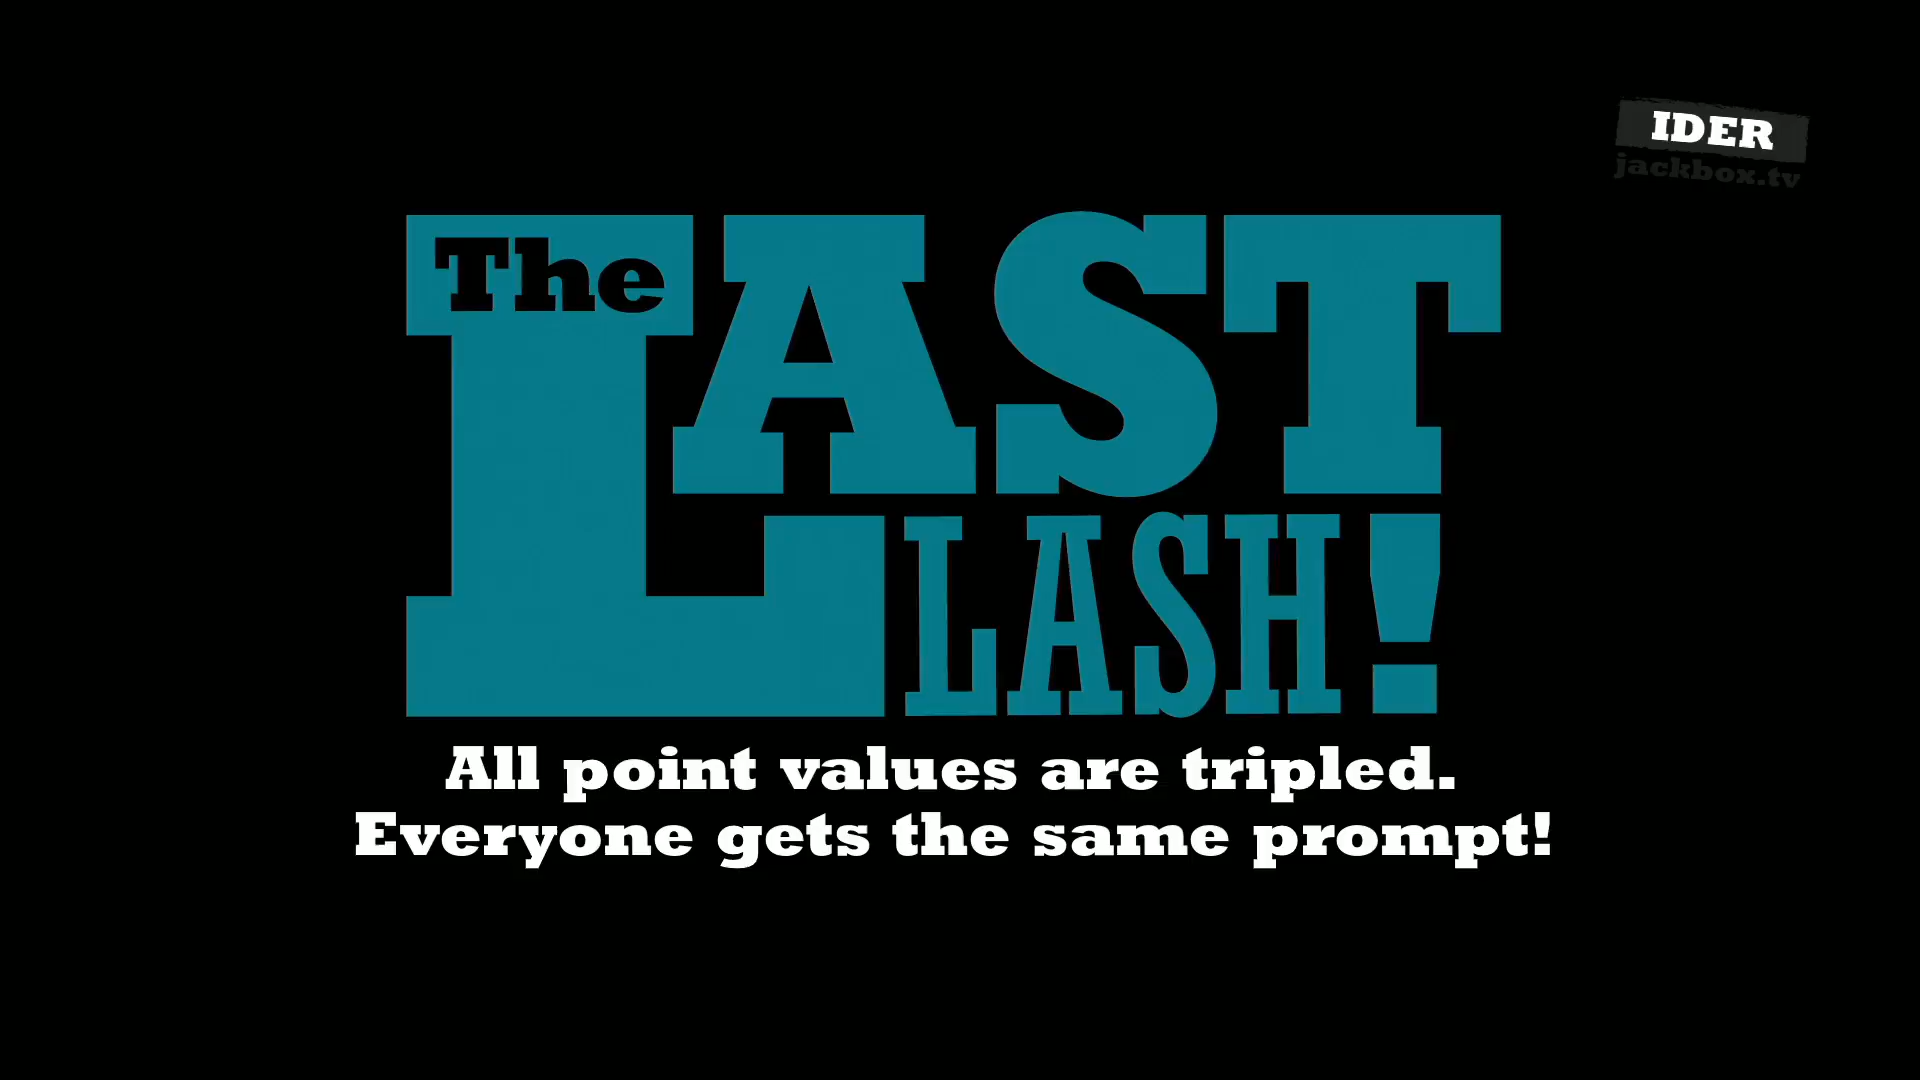 IDER
jackbox.tv
The LAST
LASH!
All point values are tripled.
Everyone gets the same prompt!